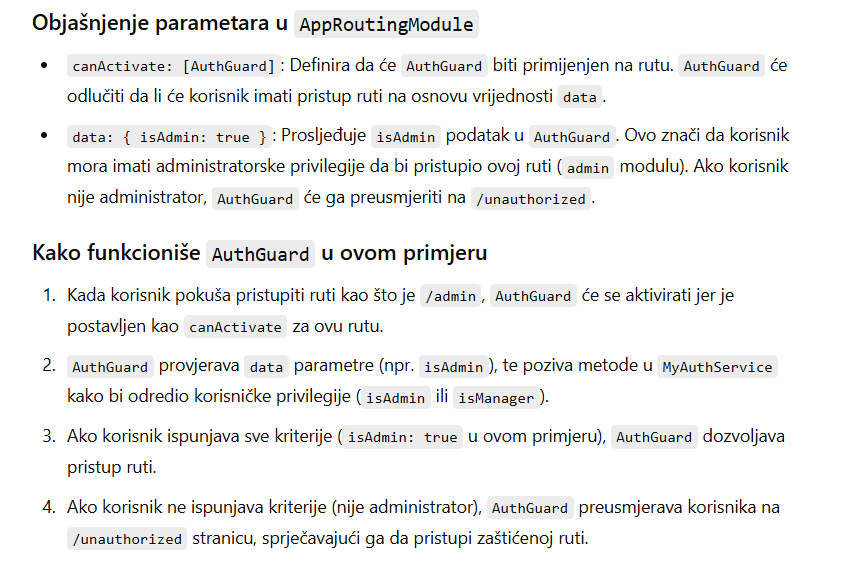 Objašnjenje parametara u AppRoutingModule
• canActivate: [AuthGuard]: Definira da će AuthGuard biti primijenjen na rutu. AuthGuard će
odlučiti da li će korisnik imati pristup ruti na osnovu vrijednosti data.
• data: { isAdmin: true }: Prosljeđuje isAdmin podatak u AuthGuard. Ovo znači da korisnik
mora imati administratorske privilegije da bi pristupio ovoj ruti (admin modulu). Ako korisnik
nije administrator, AuthGuard će ga preusmjeriti na /unauthorized.
Kako funkcioniše AuthGuard u ovom primjeru
1. Kada korisnik pokuša pristupiti ruti kao što je /admin, AuthGuard će se aktivirati jer je
postavljen kao canActivate za ovu rutu.
2. AuthGuard provjerava data parametre (npr. isAdmin), te poziva metode u MyAuthService
kako bi odredio korisničke privilegije (isAdmin ili isManager).
3. Ako korisnik ispunjava sve kriterije (isAdmin: true u ovom primjeru), AuthGuard dozvoljava
pristup ruti.
4. Ako korisnik ne ispunjava kriterije (nije administrator), AuthGuard preusmjerava korisnika na
/unauthorized stranicu, sprječavajući ga da pristupi zaštićenoj ruti.